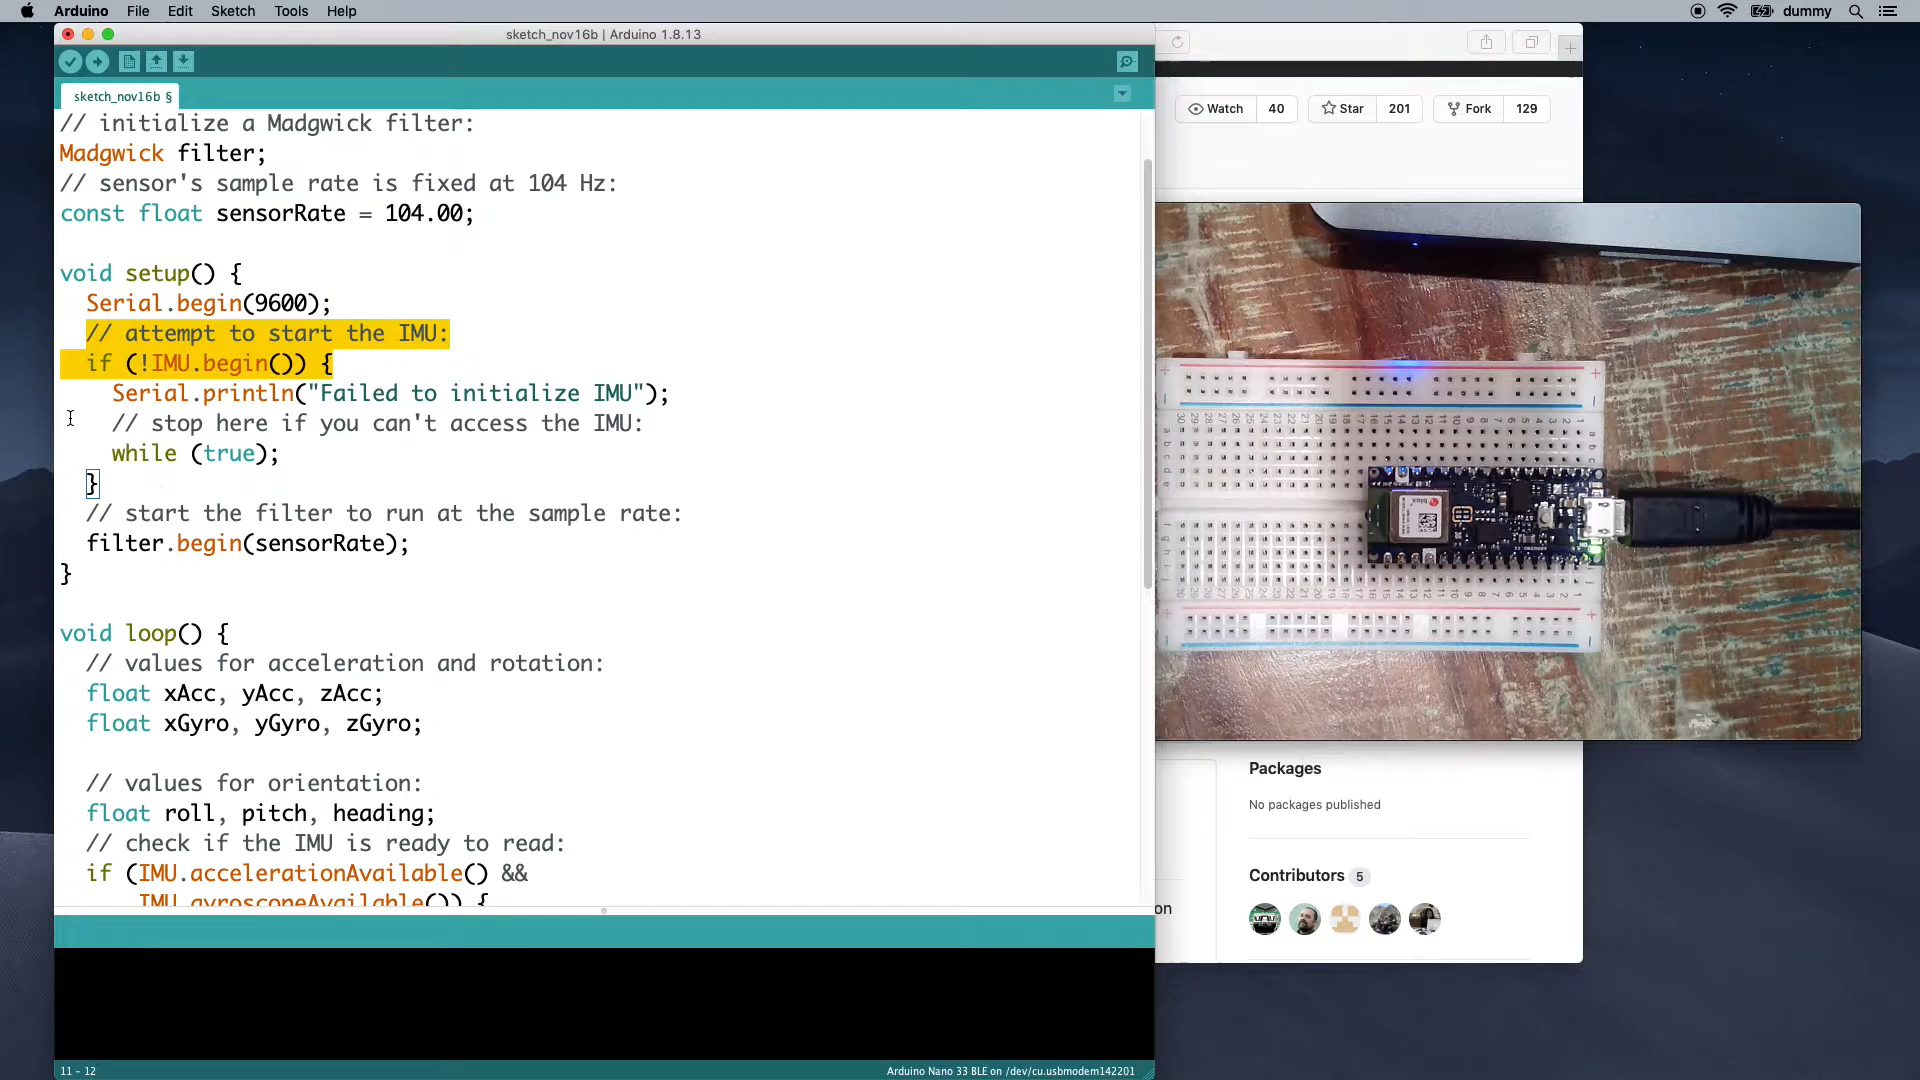 Arduino File Edit Sketch Tools Help
dummy
sketch_nov16b | Arduino 1.8.13
sketch_nov16b §
Watch 40 Star 201 Fork 129
// initialize a Madgwick filter:
Madgwick filter;
// sensor's sample rate is fixed at 104 Hz:
const float sensorRate = 104.00;
void setup() {
Serial.begin(9600);
// attempt to start the IMU:
if (!IMU.begin()) {
Serial.println("Failed to initialize IMU");
// stop here if you can't access the IMU:
while (true);
}
// start the filter to run at the sample rate:
filter.begin(sensorRate);
}
void loop() {
// values for acceleration and rotation:
float xAcc, yAcc, zAcc;
float xGyro, yGyro, zGyro;
// values for orientation:
float roll, pitch, heading;
// check if the IMU is ready to read:
if (IMU.accelerationAvailable() &&
IMU.gyroscopeAvailable()) {
Packages
No packages published
Contributors 5
on
11 - 12
Arduino Nano 33 BLE on /dev/cu.usbmodem142201